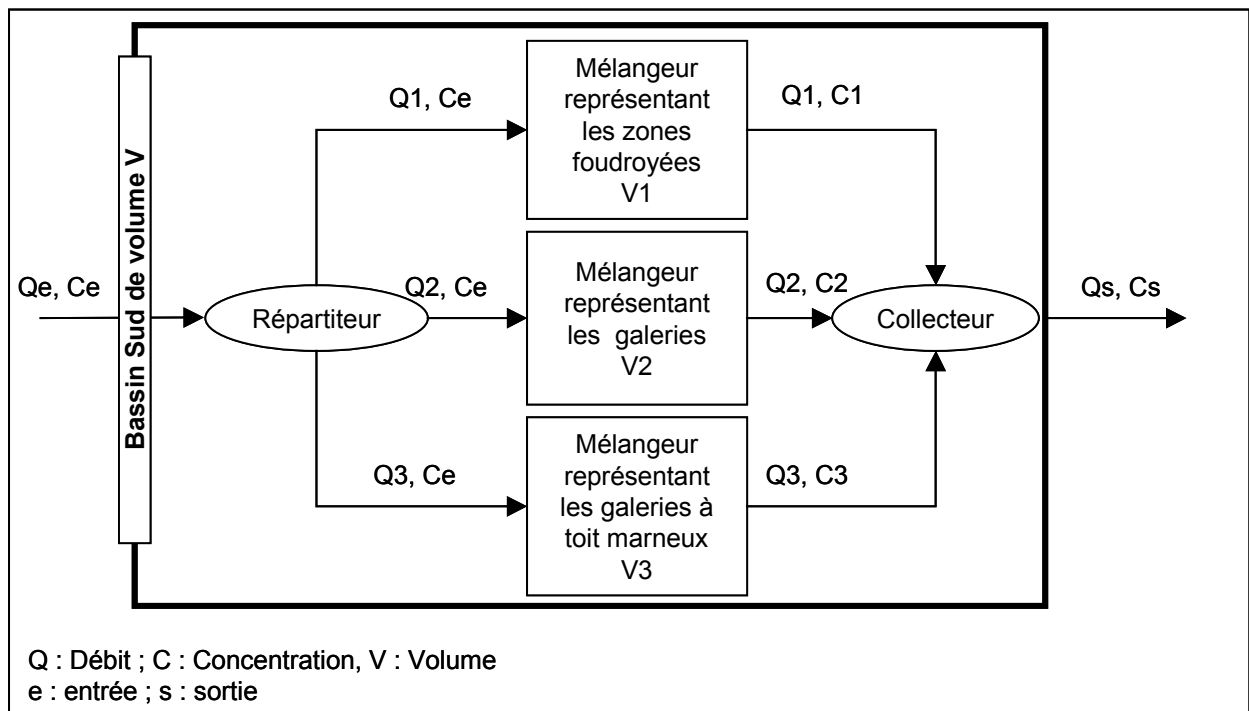 Bassin Sud de volume V
Qe, Ce
Répartiteur
Q1, Ce
Mélangeur
représentant
les zones
foudroyées
V1
Q1, C1
Q2, Ce
Mélangeur
représentant
les galeries
V2
Q2, C2
Q3, Ce
Mélangeur
représentant
les galeries à
toit marneux
V3
Q3, C3
Collecteur
Qs, Cs
Q : Débit ; C : Concentration, V : Volume
e : entrée ; s : sortie